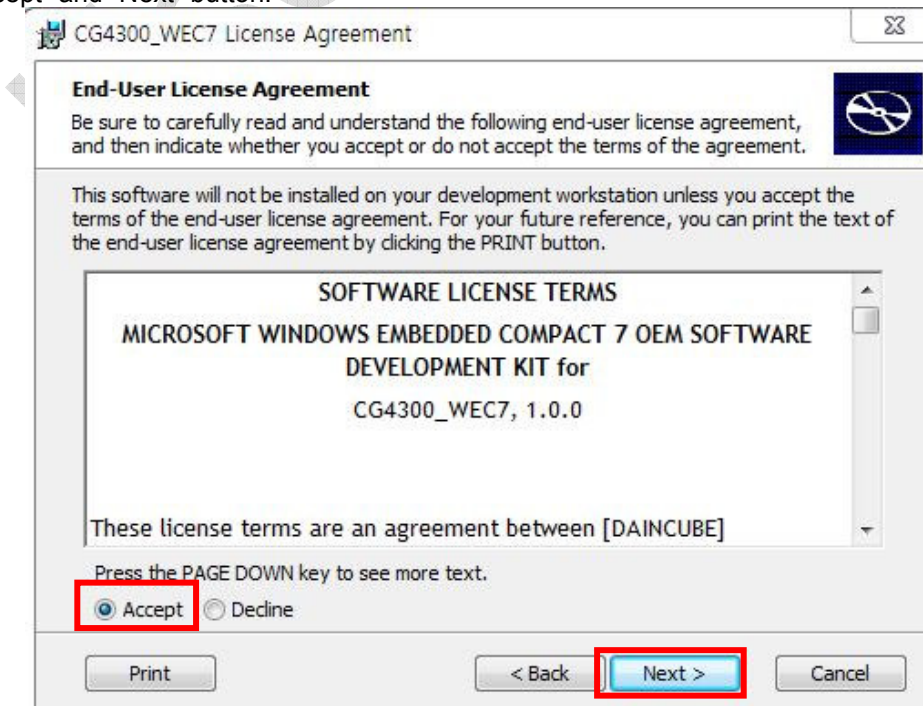 and Next button.
CG4300_WEC7 License Agreement
End-User License Agreement
Be sure to carefully read and understand the following end-user license agreement,
and then indicate whether you accept or do not accept the terms of the agreement.
This software will not be installed on your development workstation unless you accept the
terms of the end-user license agreement. For your future reference, you can print the text of
the end-user license agreement by clicking the PRINT button.
SOFTWARE LICENSE TERMS
MICROSOFT WINDOWS EMBEDDED COMPACT 7 OEM SOFTWARE
DEVELOPMENT KIT for
CG4300_WEC7, 1.0.0
These license terms are an agreement between [DAINCUBE]
Press the PAGE DOWN key to see more text.
Accept Decline
Print < Back Next > Cancel